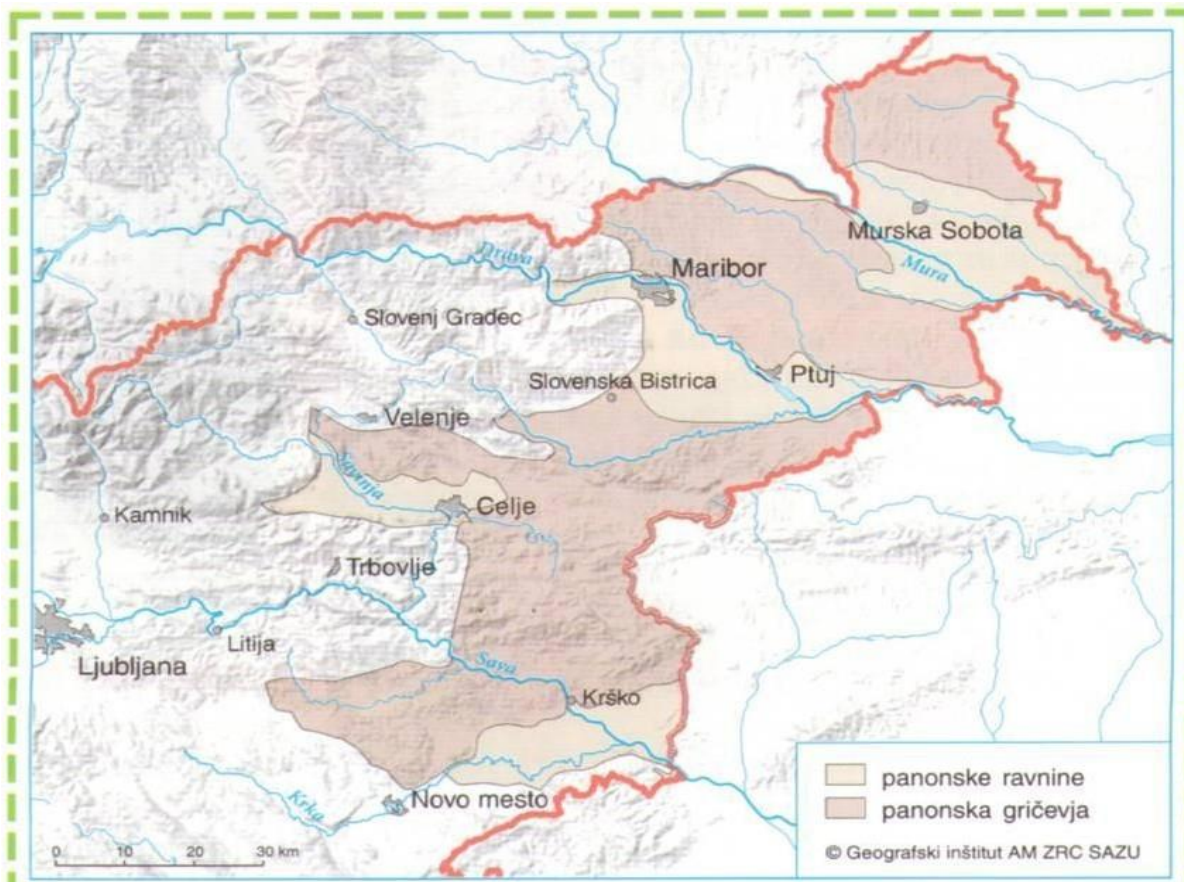 Murska Sobota
Mura
Drava
Maribor
Slovenj Gradec
Slovenska Bistrica
Ptuj
Velenje
Savinja
Celje
Kamnik
Trbovlje
Litija
Ljubljana
Sava
Krško
Krka
Novo mesto
0 10 20 30 km
panonske ravnine
panonska gričevja
© Geografski inštitut AM ZRC SAZU